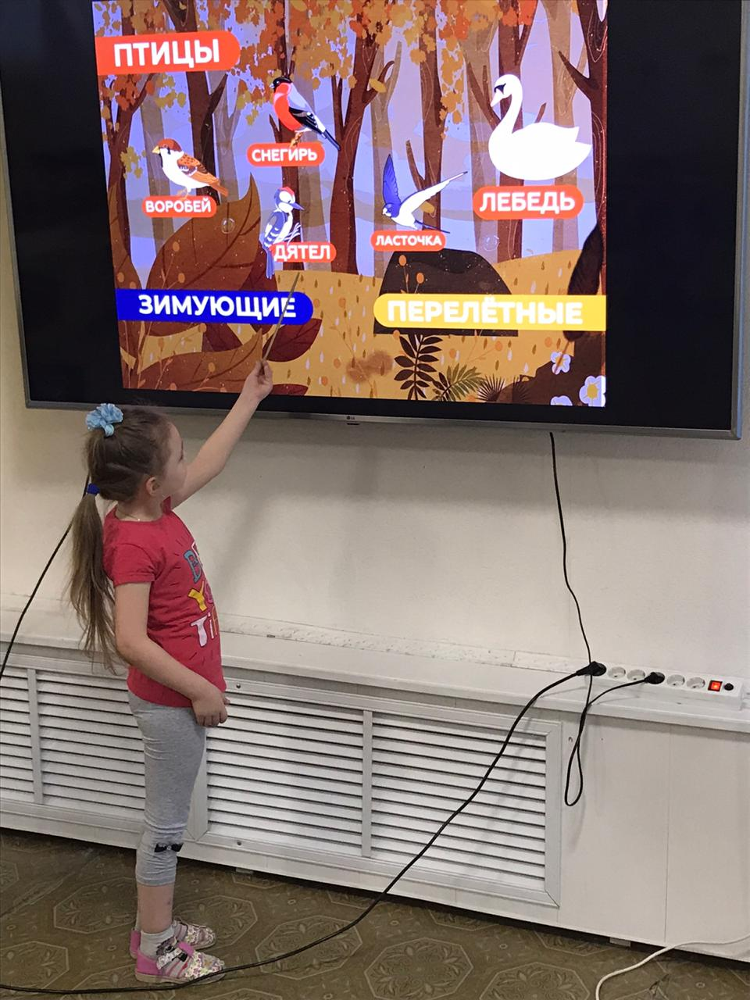 ПТИЦЫ
СНЕГИРЬ
ВОРОБЕЙ
ЛЕБЕДЬ
ЛАСТОЧКА
ДЯТЕЛ
ЗИМУЮЩИЕ
ПЕРЕЛЁТНЫЕ
LG